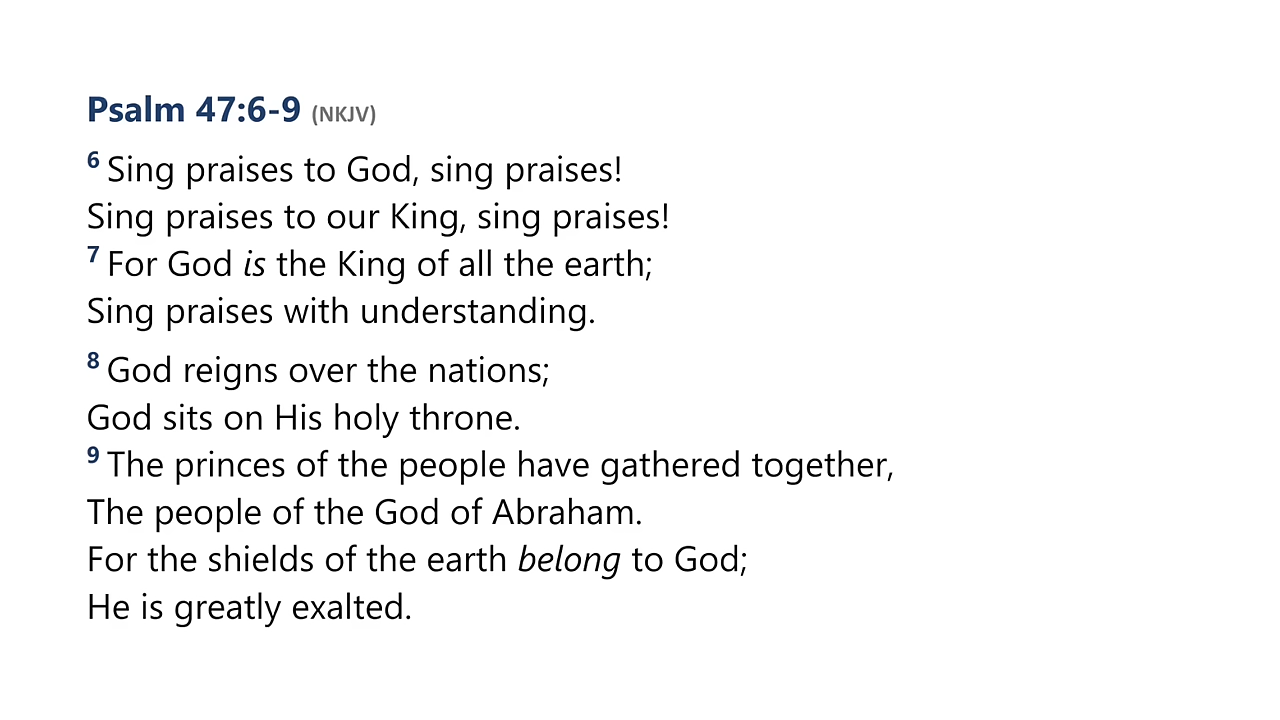 Psalm 47:6-9 (NKJV)
6 Sing praises to God, sing praises!
Sing praises to our King, sing praises!
7 For God is the King of all the earth;
Sing praises with understanding.
8 God reigns over the nations;
God sits on His holy throne.
9 The princes of the people have gathered together,
The people of the God of Abraham.
For the shields of the earth belong to God;
He is greatly exalted.